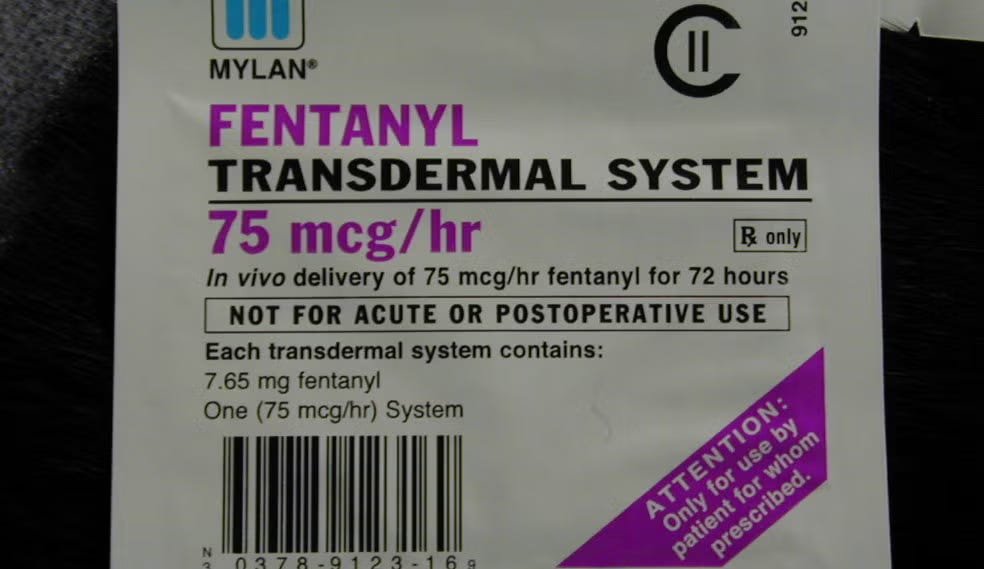 912
CII
MYLAN®
FENTANYL
TRANSDERMAL SYSTEM
75 mcg/hr
℞ only
In vivo delivery of 75 mcg/hr fentanyl for 72 hours
NOT FOR ACUTE OR POSTOPERATIVE USE
Each transdermal system contains:
7.65 mg fentanyl
One (75 mcg/hr) System
ATTENTION:
Only for use by
patient for whom
prescribed.
N
3 0378-9123-16 9